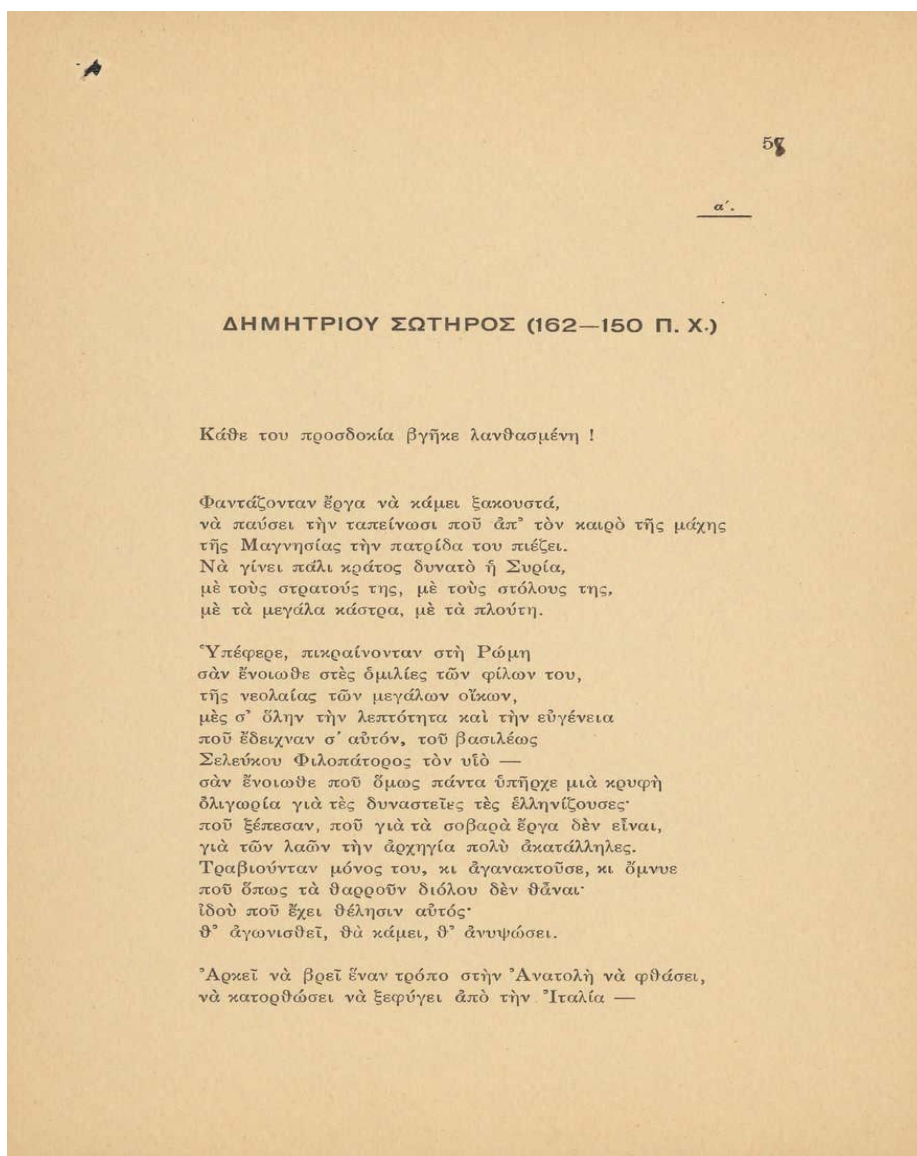 58
α΄.
ΔΗΜΗΤΡΙΟΥ ΣΩΤΗΡΟΣ (162—150 Π. Χ.)
Κάθε του προσδοκία βγῆκε λανθασμένη !
Φαντάζονταν ἔργα νὰ κάμει ξακουστά,
νὰ παύσει τὴν ταπείνωσι ποῦ ἀπ’ τὸν καιρὸ τῆς μάχης
τῆς Μαγνησίας τὴν πατρίδα του πιέζει.
Νὰ γίνει πάλι κράτος δυνατὸ ἡ Συρία,
μὲ τοὺς στρατούς της, μὲ τοὺς στόλους της,
μὲ τὰ μεγάλα κάστρα, μὲ τὰ πλούτη.
Ὑπέφερε, πικραίνονταν στὴ Ρώμη
σὰν ἔνοιωθε στὲς ὁμιλίες τῶν φίλων του,
τῆς νεολαίας τῶν μεγάλων οἴκων,
μὲς σ’ ὅλην τὴν λεπτότητα καὶ τὴν εὐγένεια
ποῦ ἔδειχναν σ’ αὐτόν, τοῦ βασιλέως
Σελεύκου Φιλοπάτορος τὸν υἱὸ —
σὰν ἔνοιωθε ποῦ ὅμως πάντα ὑπῆρχε μιὰ κρυφὴ
ὀλιγωρία γιὰ τὲς δυναστεῖες τὲς ἑλληνίζουσες·
ποῦ ξέπεσαν, ποῦ γιὰ τὰ σοβαρὰ ἔργα δὲν εἶναι,
γιὰ τῶν λαῶν τὴν ἀρχηγία πολὺ ἀκατάλληλες.
Τραβιούνταν μόνος του, κι ἀγανακτοῦσε, κι ὄμνυε
ποῦ ὅπως τὰ θαρροῦν διόλου δὲν θἆναι·
ἰδοὺ ποῦ ἔχει θέλησιν αὐτός·
θ’ ἀγωνισθεῖ, θὰ κάμει, θ’ ἀνυψώσει.
Ἀρκεῖ νὰ βρεῖ ἕναν τρόπο στὴν Ἀνατολὴ νὰ φθάσει,
νὰ κατορθώσει νὰ ξεφύγει ἀπὸ τὴν Ἰταλία —